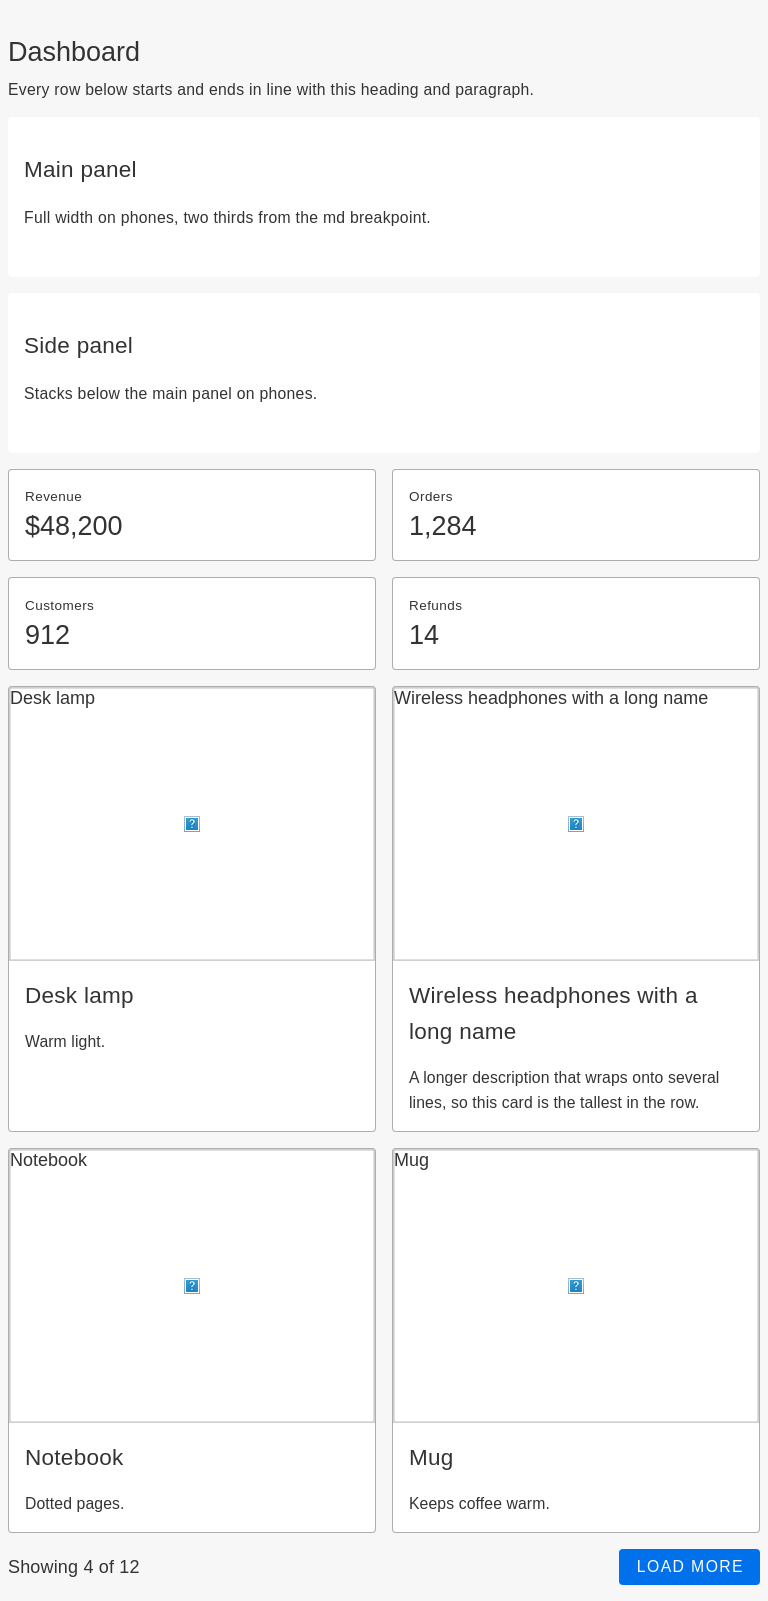 Dashboard
Every row below starts and ends in line with this heading and paragraph.
Main panel
Full width on phones, two thirds from the md breakpoint.
Side panel
Stacks below the main panel on phones.
Revenue
$48,200
Orders
1,284
Customers
912
Refunds
14
Desk lamp
Desk lamp
Warm light.
Wireless headphones with a long name
Wireless headphones with a
long name
A longer description that wraps onto several
lines, so this card is the tallest in the row.
Notebook
Notebook
Dotted pages.
Mug
Mug
Keeps coffee warm.
Showing 4 of 12
LOAD MORE